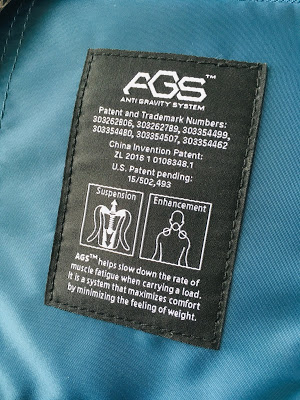 AGS™
ANTI GRAVITY SYSTEM
Patent and Trademark Numbers:
303262806, 303262789, 303354499,
303354480, 303354507, 303354462
China Invention Patent:
ZL 2016 1 0108348.1
U.S. Patent pending:
15/502,493
Suspension
Enhancement
AGS™ helps slow down the rate of
muscle fatigue when carrying a load.
It is a system that maximizes comfort
by minimizing the feeling of weight.